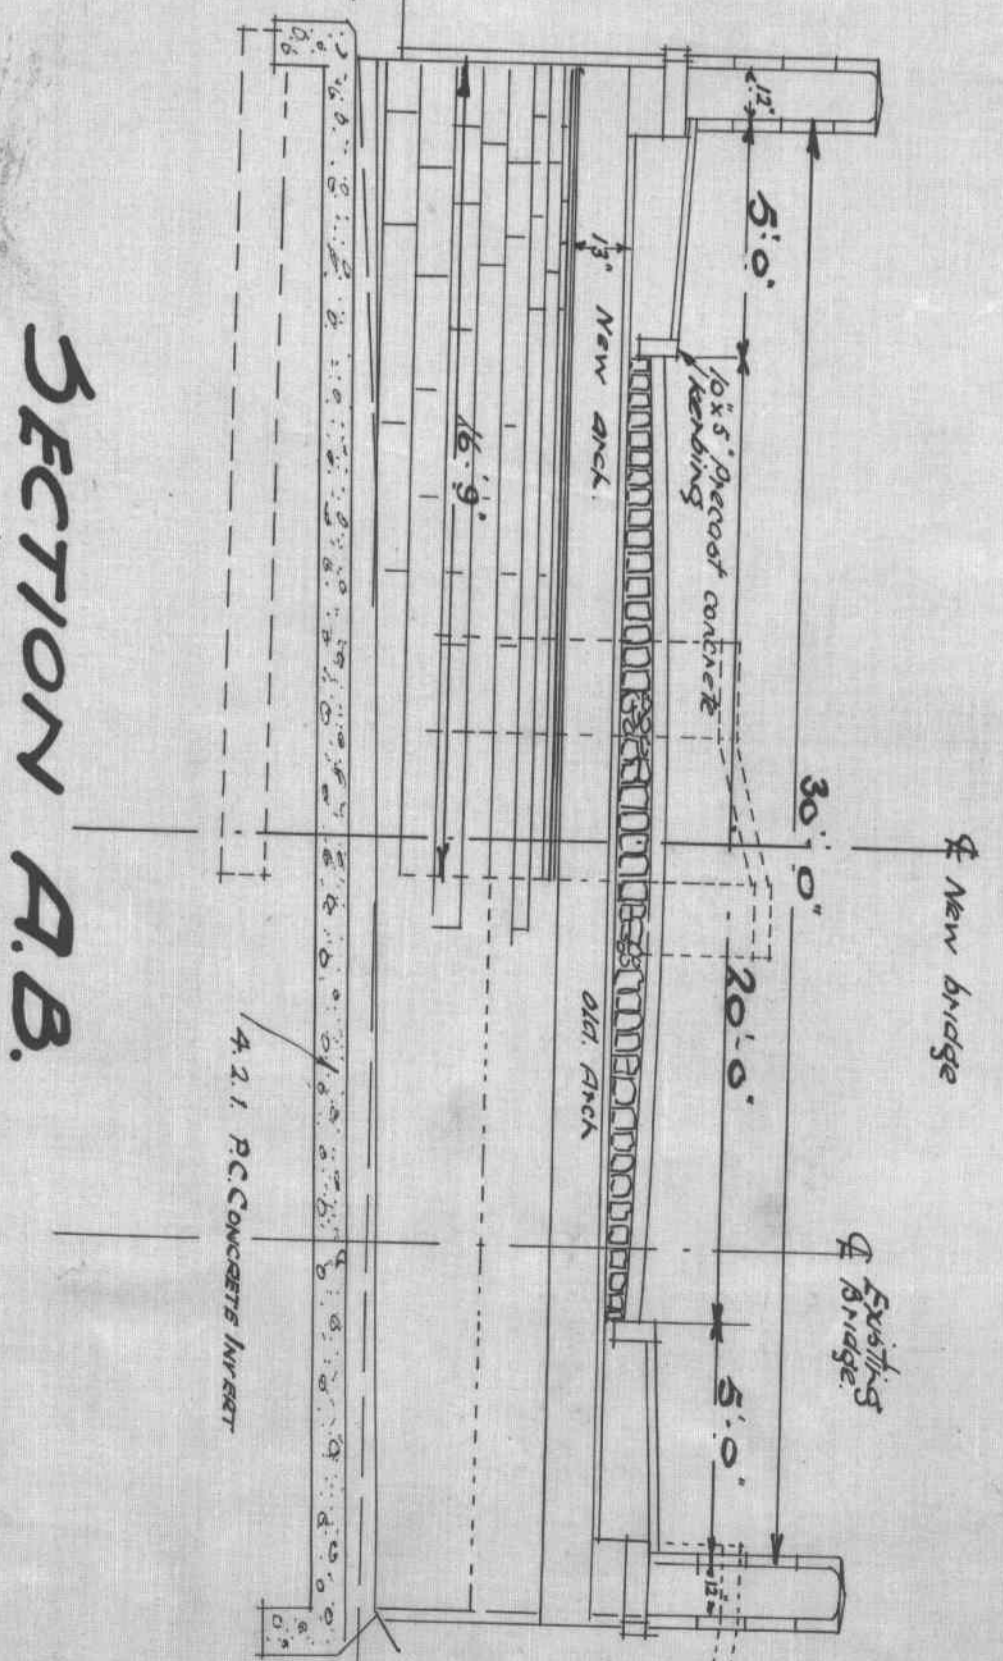 ℄ New bridge
℄ Existing
Bridge.
30'.0"
12"
5'.0"
20'-0"
5'.0"
12"
10"x5" Precast concrete
kerbing
13" New arch.
Old. Arch
16'.9"
4.2.1. P.C. CONCRETE INVERT
SECTION A.B.